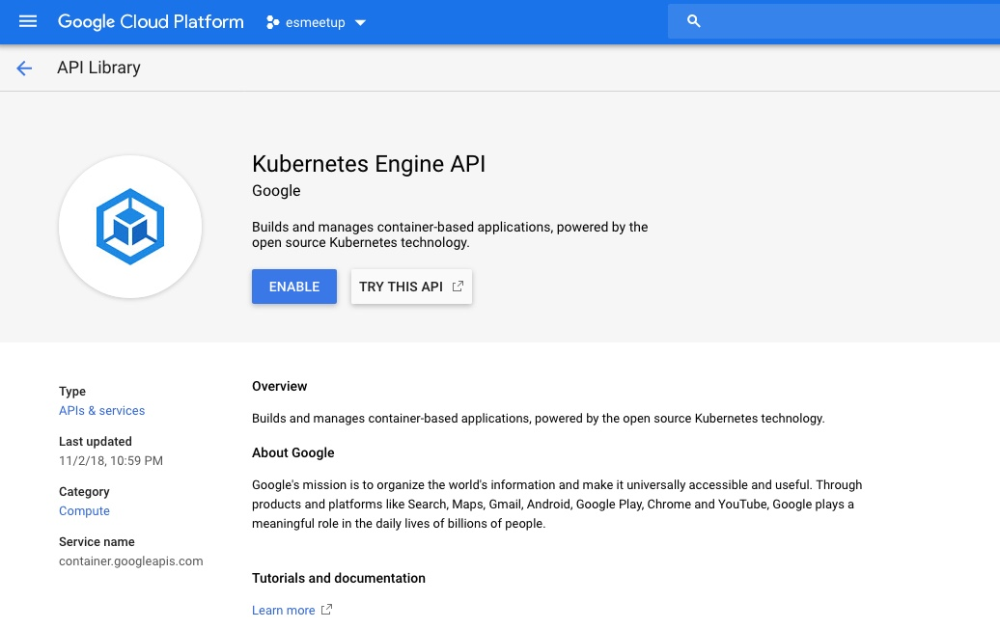 Google Cloud Platform
esmeetup
API Library
Kubernetes Engine API
Google
Builds and manages container-based applications, powered by the
open source Kubernetes technology.
ENABLE
TRY THIS API
Type
APIs & services
Last updated
11/2/18, 10:59 PM
Category
Compute
Service name
container.googleapis.com
Overview
Builds and manages container-based applications, powered by the open source Kubernetes technology.
About Google
Google's mission is to organize the world's information and make it universally accessible and useful. Through
products and platforms like Search, Maps, Gmail, Android, Google Play, Chrome and YouTube, Google plays a
meaningful role in the daily lives of billions of people.
Tutorials and documentation
Learn more